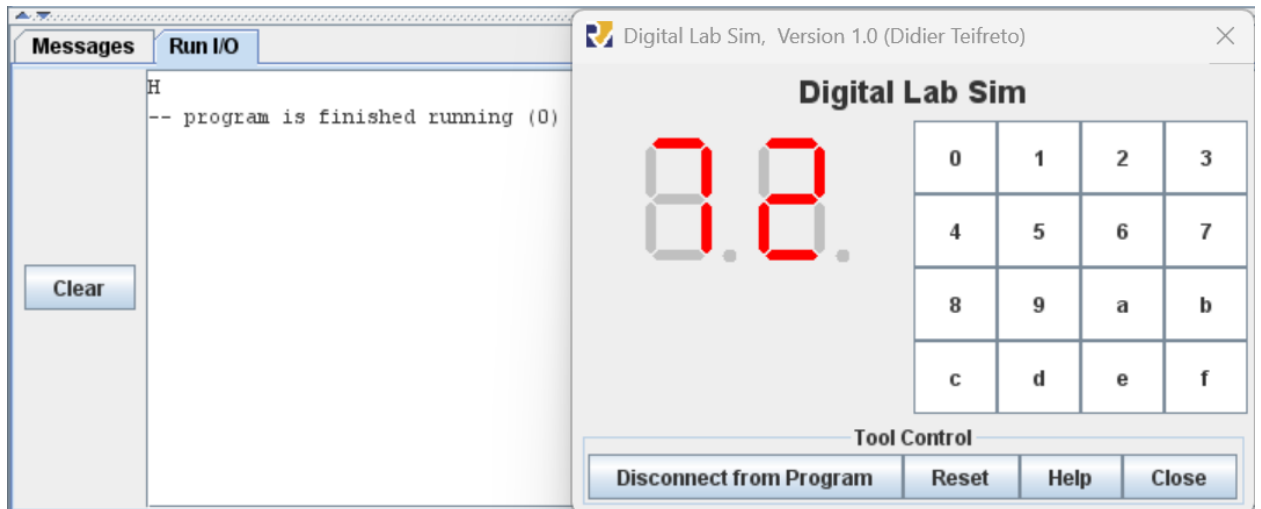 Messages
Run I/O
H
-- program is finished running (0)
Clear
Digital Lab Sim, Version 1.0 (Didier Teifreto)
Digital Lab Sim
72
0 1 2 3
4 5 6 7
8 9 a b
c d e f
Tool Control
Disconnect from Program
Reset
Help
Close